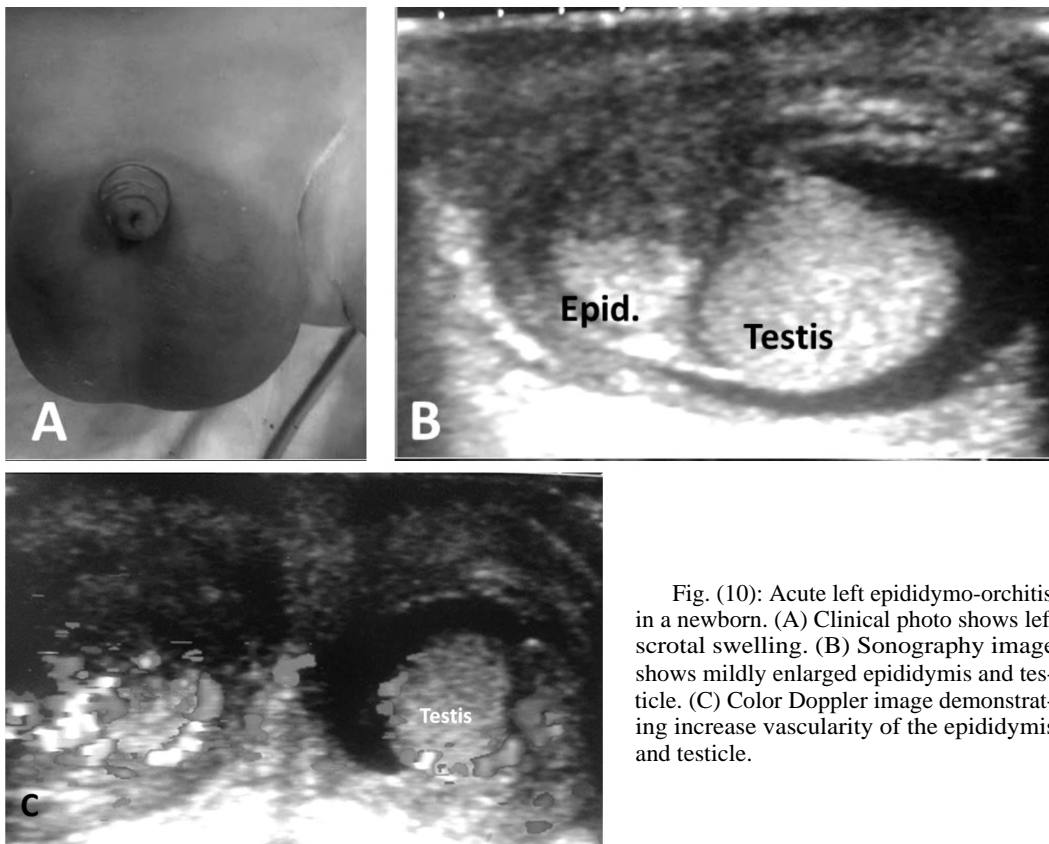 A
B
Epid.
Testis
C
Testis
Fig. (10): Acute left epididymo-orchitis
in a newborn. (A) Clinical photo shows left
scrotal swelling. (B) Sonography image
shows mildly enlarged epididymis and tes-
ticle. (C) Color Doppler image demonstrat-
ing increase vascularity of the epididymis
and testicle.